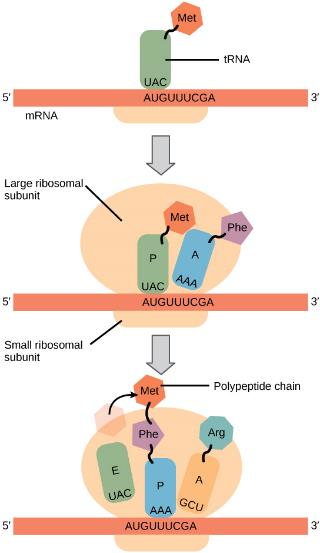 Met
tRNA
UAC
5′ AUGUUUCGA 3′
mRNA
Large ribosomal
subunit
Met
Phe
P
A
UAC
AAA
5′ AUGUUUCGA 3′
Small ribosomal
subunit
Met
Polypeptide chain
Phe
Arg
E
P
A
UAC
AAA
GCU
5′ AUGUUUCGA 3′